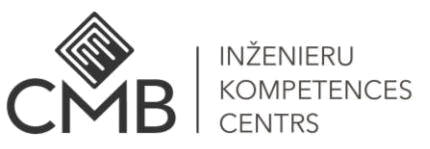 CMB
INŽENIERU
KOMPETENCES
CENTRS